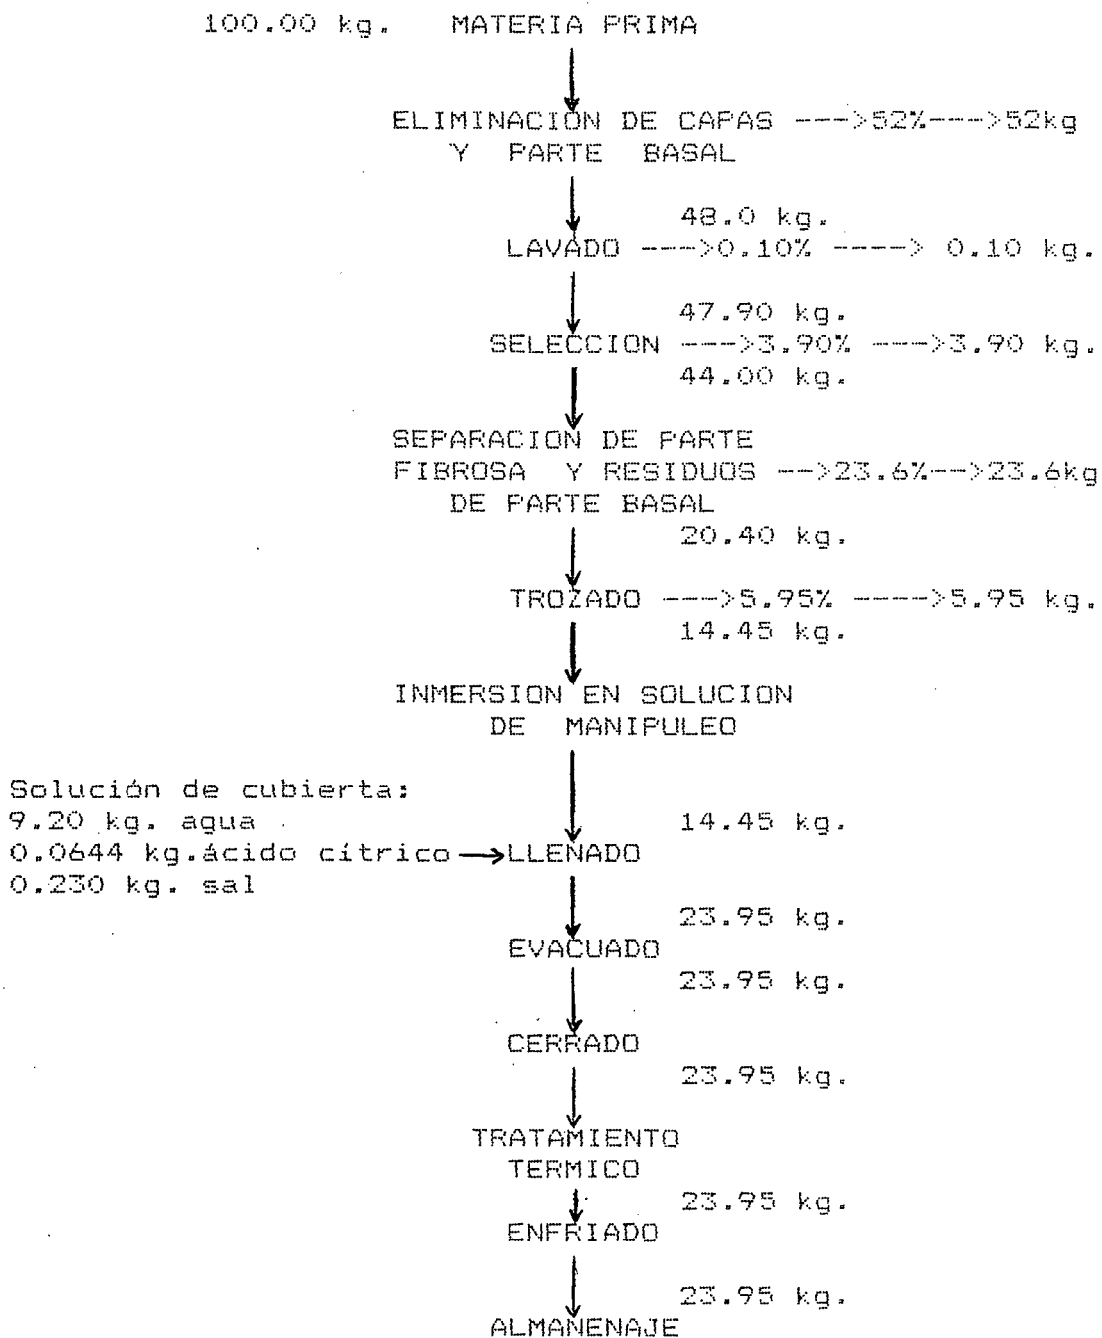 100.00 kg. MATERIA PRIMA
ELIMINACIÓN DE CAPAS --->52%--->52kg
Y PARTE BASAL
48.0 kg.
LAVADO --->0.10% ----> 0.10 kg.
47.90 kg.
SELECCION --->3.90% --->3.90 kg.
44.00 kg.
SEPARACION DE PARTE
FIBROSA Y RESIDUOS -->23.6%-->23.6kg
DE PARTE BASAL
20.40 kg.
TROZADO --->5.95% ---->5.95 kg.
14.45 kg.
INMERSION EN SOLUCION
DE MANIPULEO
Solución de cubierta:
9.20 kg. agua
14.45 kg.
0.0644 kg.ácido cítrico LLENADO
0.230 kg. sal
23.95 kg.
EVACUADO
23.95 kg.
CERRADO
23.95 kg.
TRATAMIENTO
TERMICO
23.95 kg.
ENFRIADO
23.95 kg.
ALMANENAJE